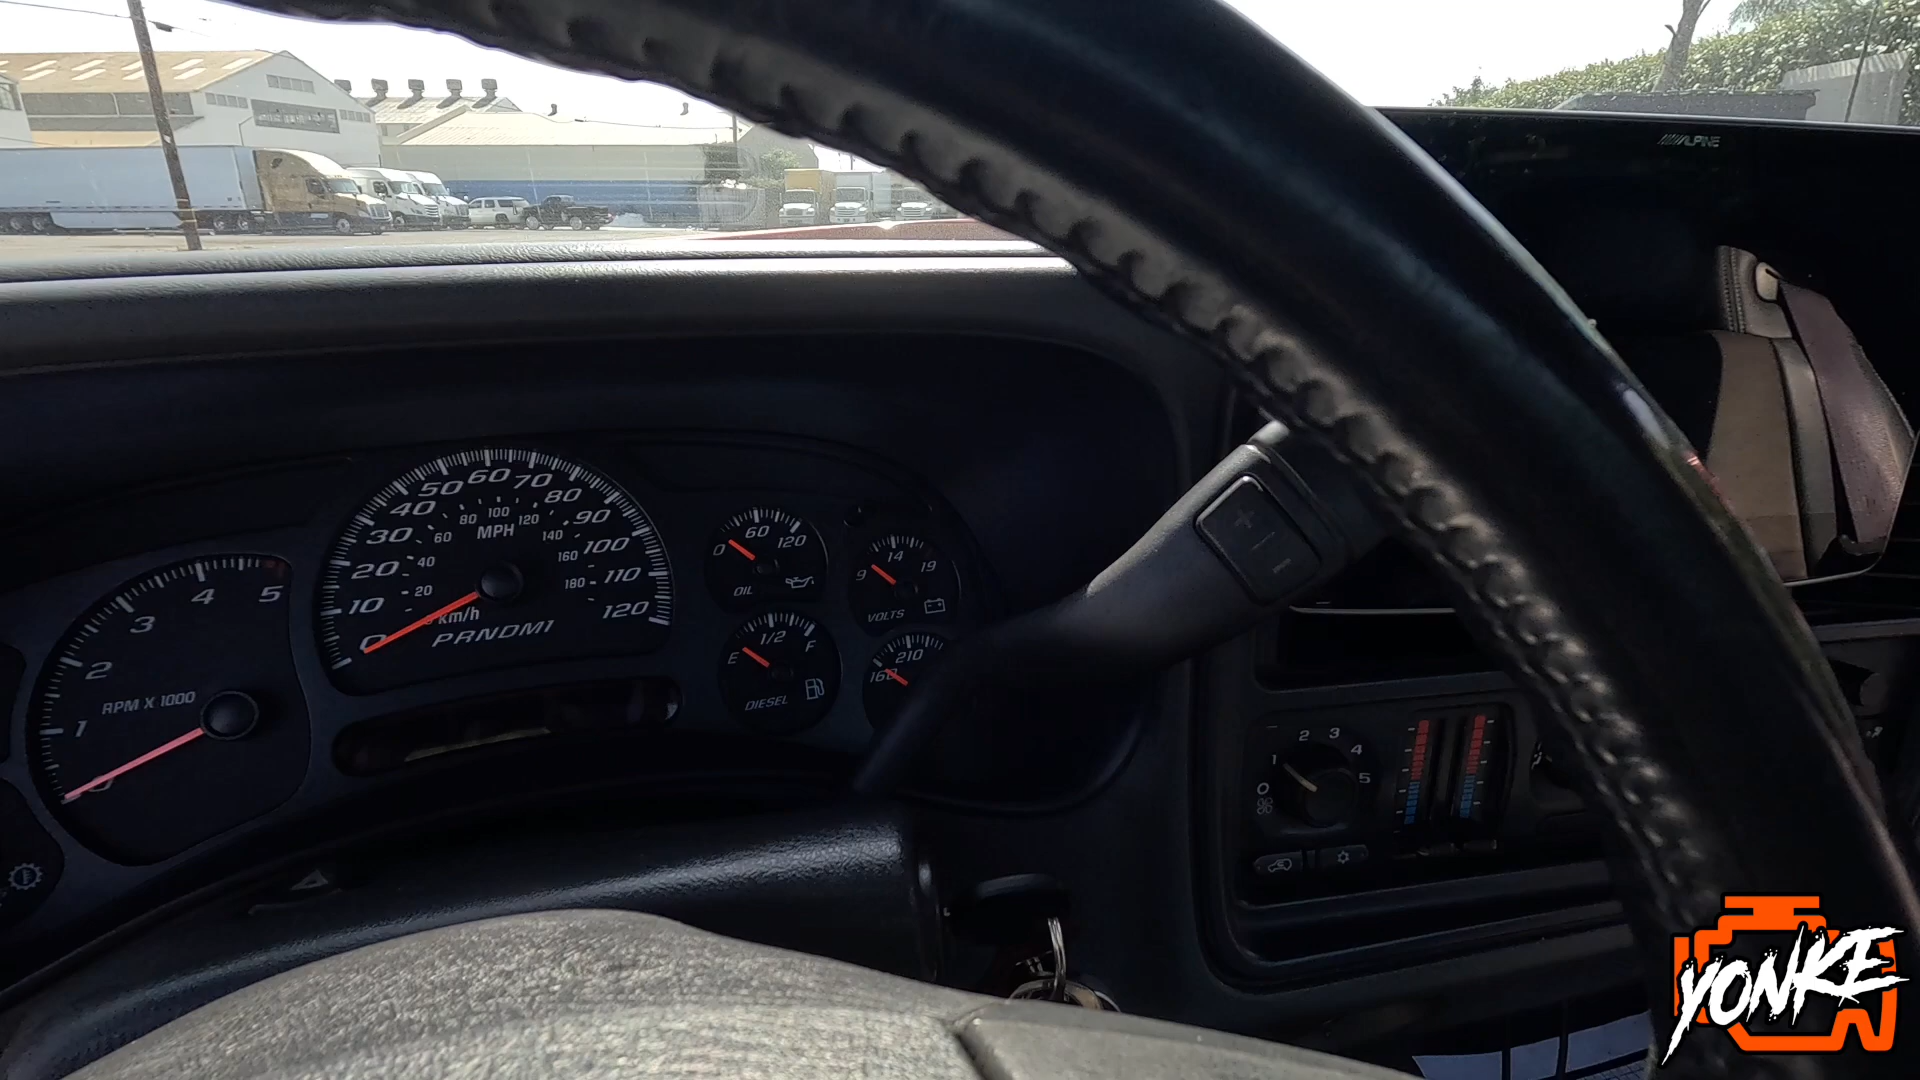 ALPINE
1 2 3 4 5
RPM X 1000
0 10 20 30 40 50 60 70 80 90 100 110 120
20 40 60 80 100 120 140 160 180
MPH
km/h
PRNDM1
0 60 120
OIL
9 14 19
VOLTS
E 1/2 F
DIESEL
160 210
+
−
0 1 2 3 4 5
YONKE